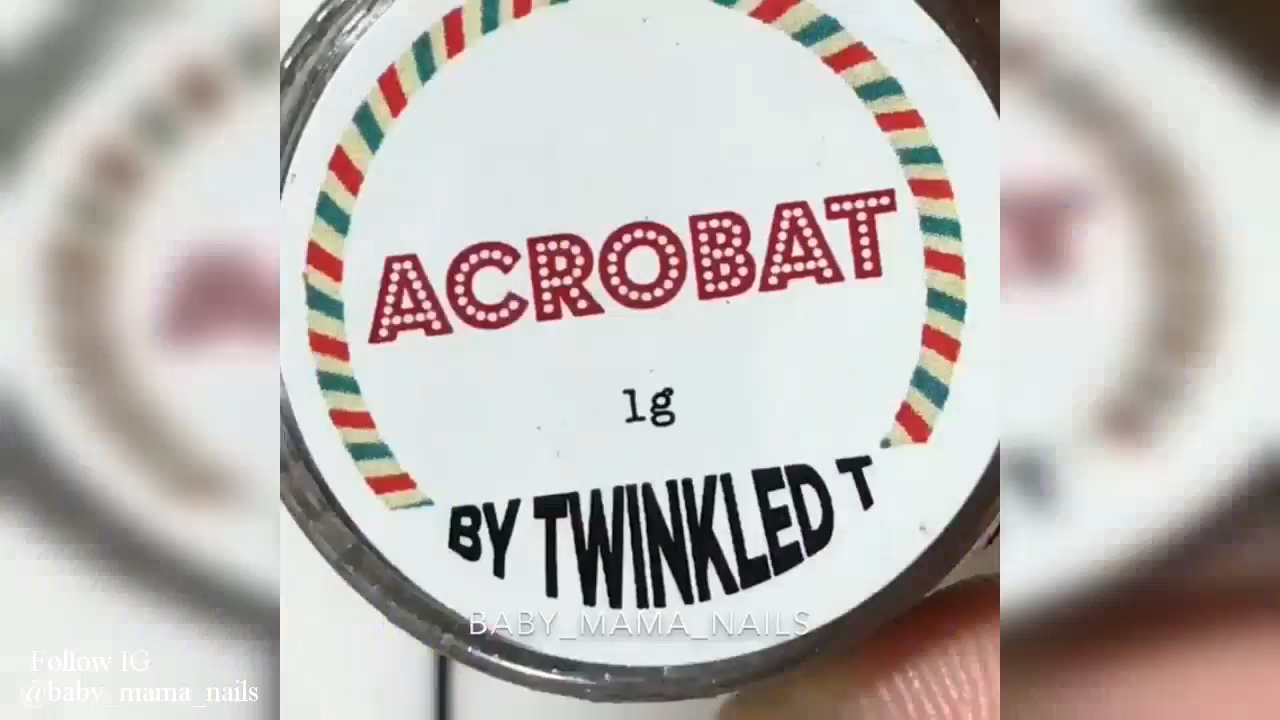 ACROBAT
1g
BY TWINKLED T
BABY_MAMA_NAILS
Follow IG
@baby_mama_nails